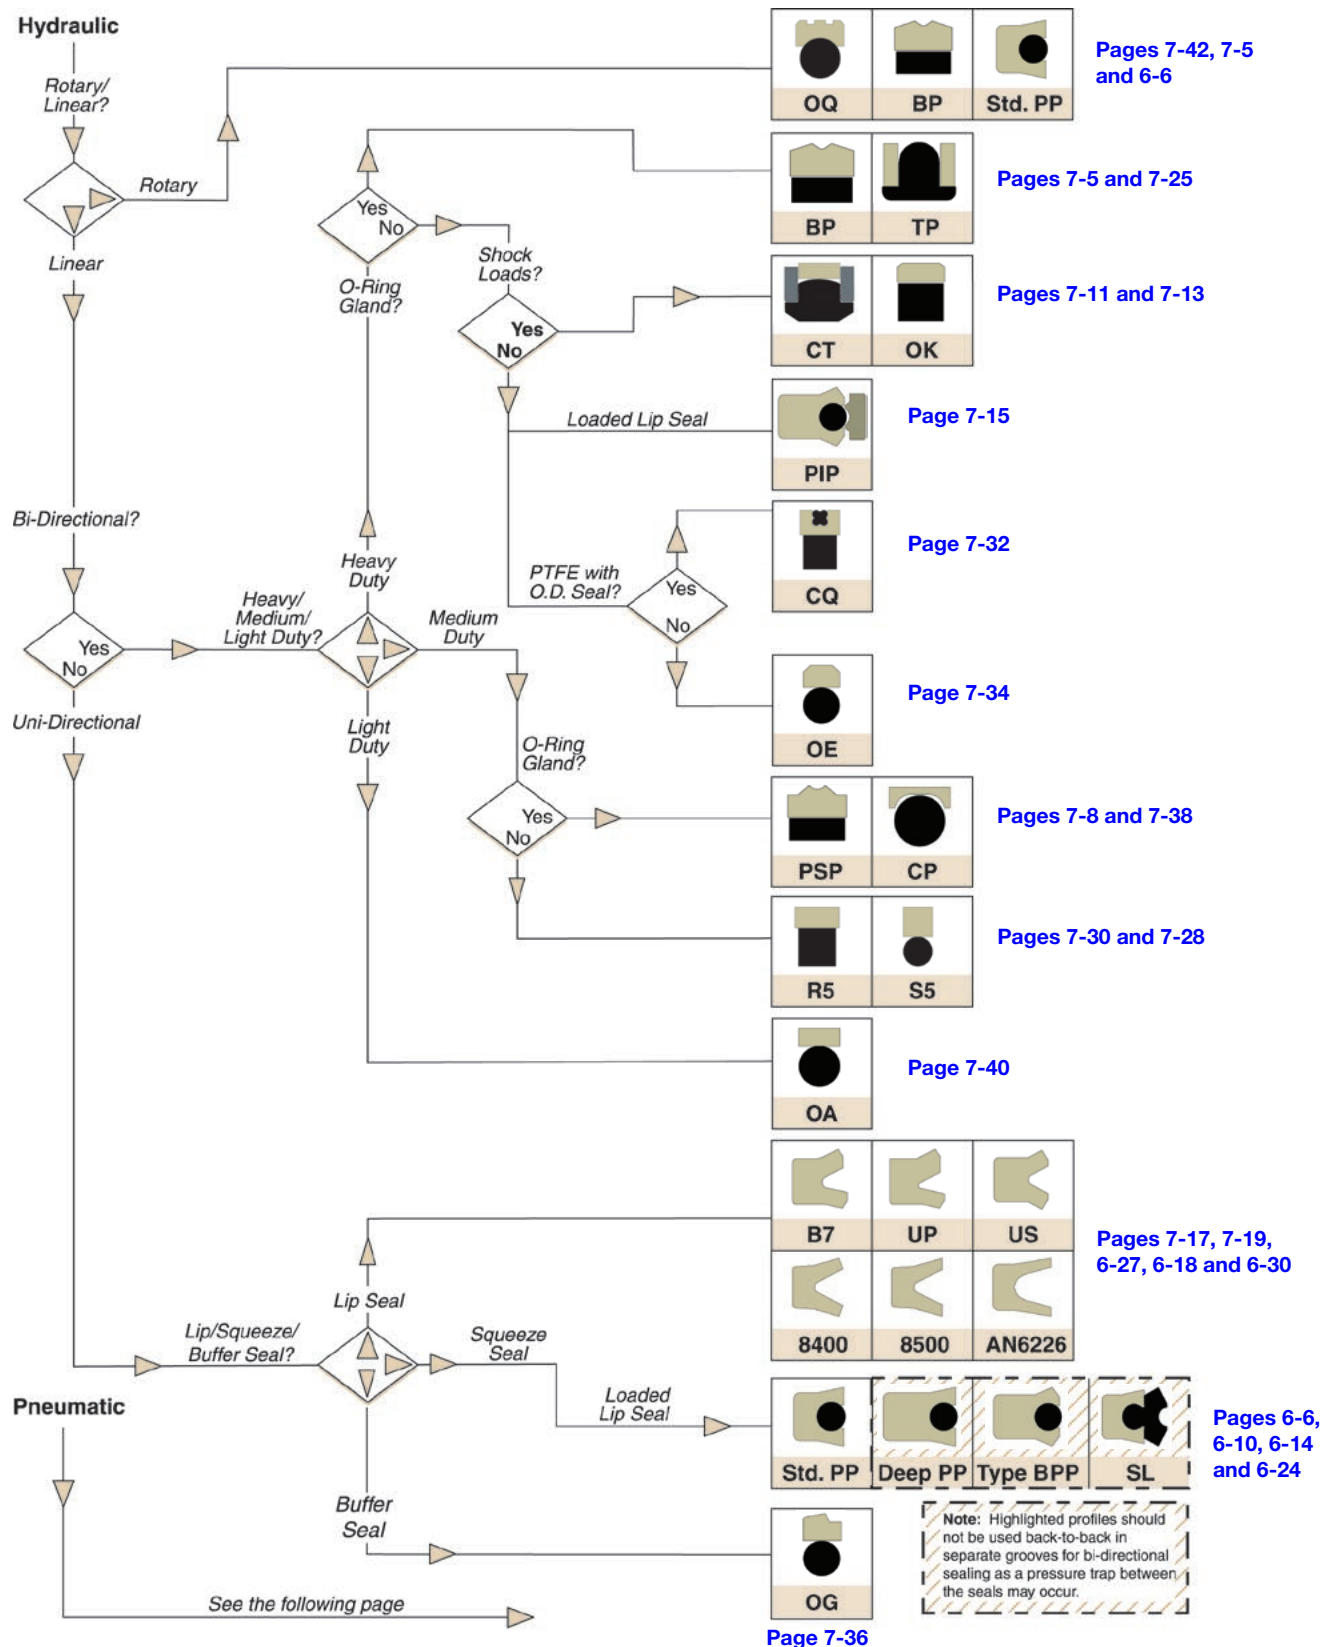 Hydraulic
Rotary/
Linear?
Rotary
Linear
OQ
BP
Std. PP
Pages 7-42, 7-5
and 6-6
Yes
No
O-Ring
Gland?
BP
TP
Pages 7-5 and 7-25
Shock
Loads?
Yes
No
CT
OK
Pages 7-11 and 7-13
Loaded Lip Seal
PIP
Page 7-15
PTFE with
O.D. Seal?
Yes
No
CQ
Page 7-32
OE
Page 7-34
Bi-Directional?
Yes
No
Uni-Directional
Heavy/
Medium/
Light Duty?
Heavy
Duty
Medium
Duty
Light
Duty
O-Ring
Gland?
Yes
No
PSP
CP
Pages 7-8 and 7-38
R5
S5
Pages 7-30 and 7-28
OA
Page 7-40
B7
UP
US
8400
8500
AN6226
Pages 7-17, 7-19,
6-27, 6-18 and 6-30
Lip/Squeeze/
Buffer Seal?
Lip Seal
Squeeze
Seal
Loaded
Lip Seal
Std. PP
Deep PP
Type BPP
SL
Pages 6-6,
6-10, 6-14
and 6-24
Buffer
Seal
OG
Page 7-36
Note: Highlighted profiles should
not be used back-to-back in
separate grooves for bi-directional
sealing as a pressure trap between
the seals may occur.
Pneumatic
See the following page